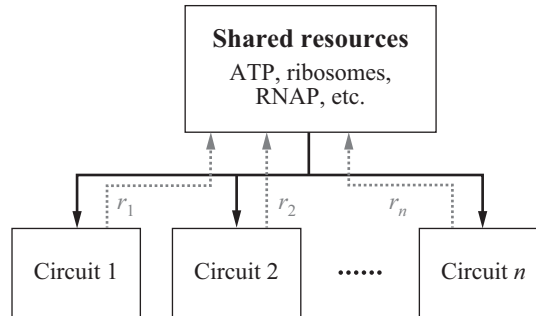 Shared resources
ATP, ribosomes,
RNAP, etc.
r1 r2 rn
Circuit 1 Circuit 2 ...... Circuit n